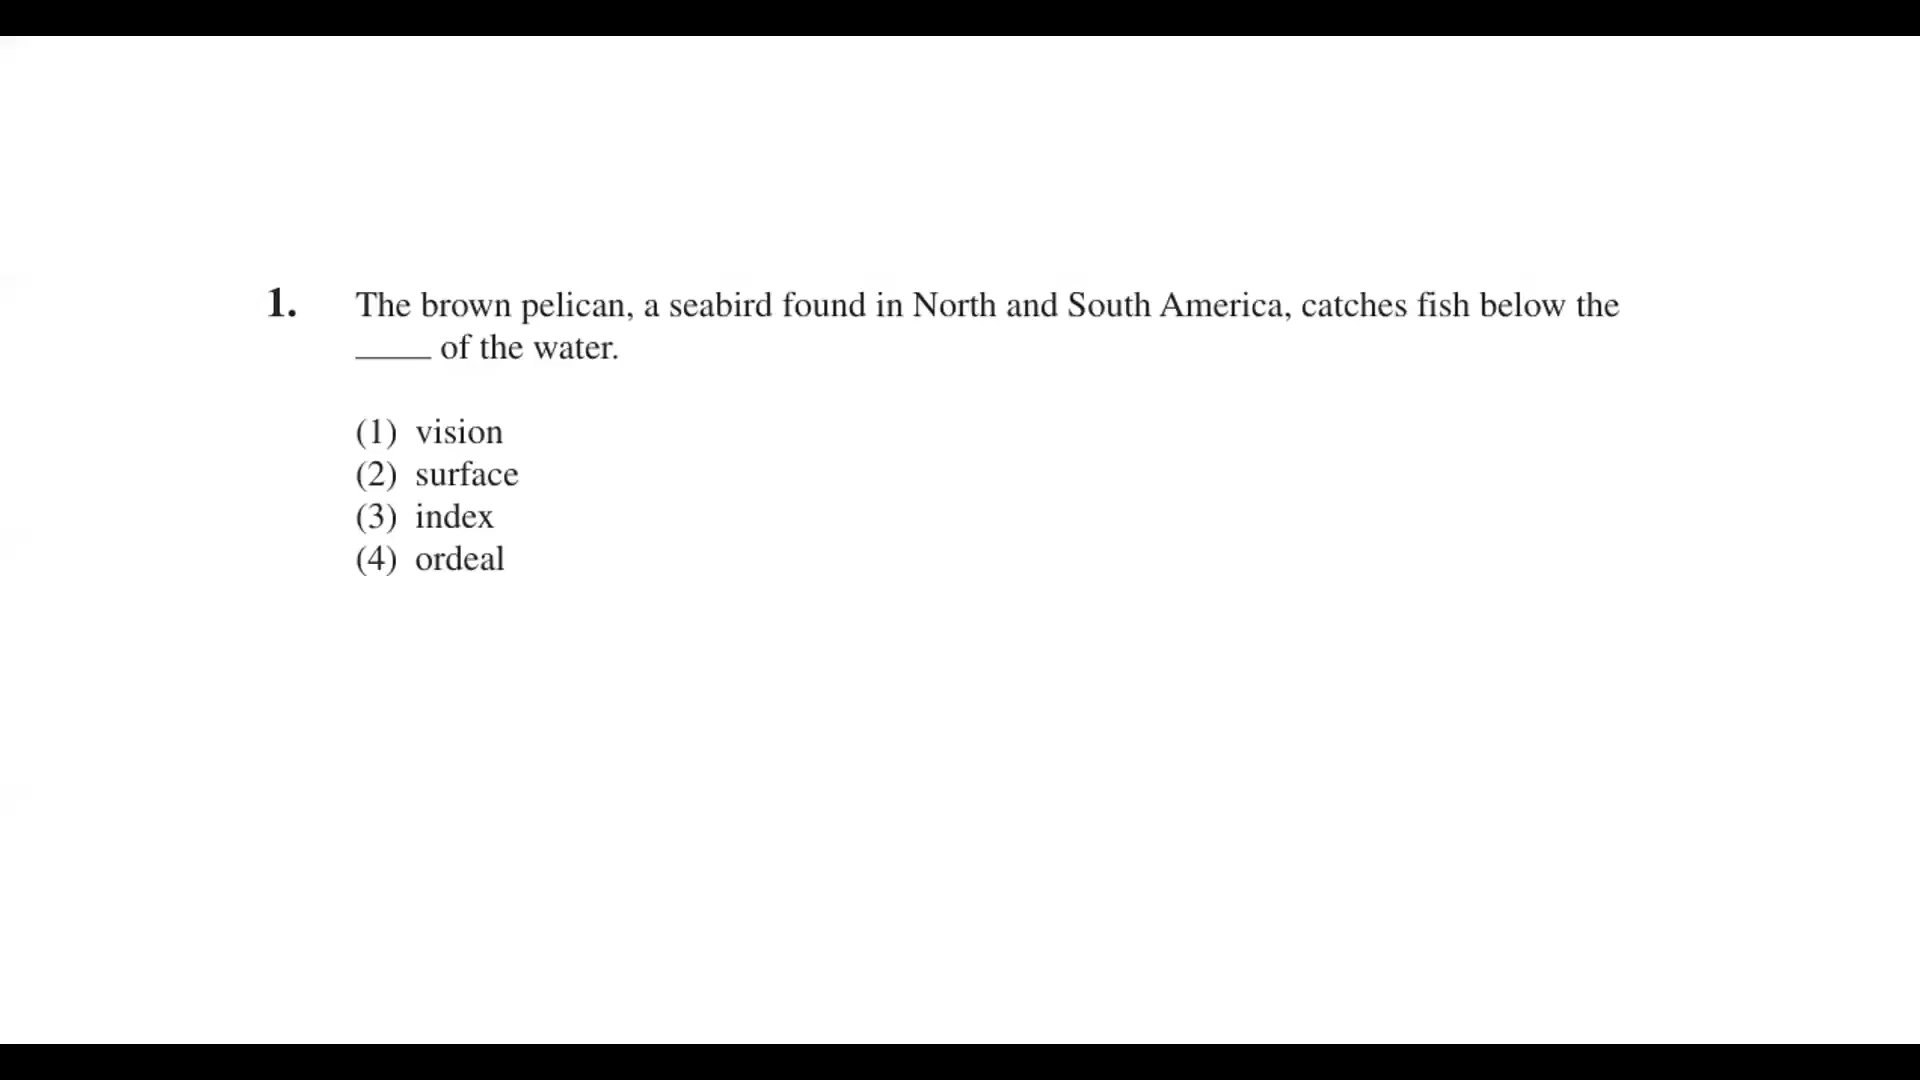 1. The brown pelican, a seabird found in North and South America, catches fish below the
____ of the water.
(1) vision
(2) surface
(3) index
(4) ordeal